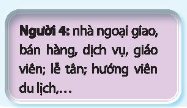 Người 4: nhà ngoại giao,
bán hàng, dịch vụ, giáo
viên; lễ tân; hướng viên
du lịch,...